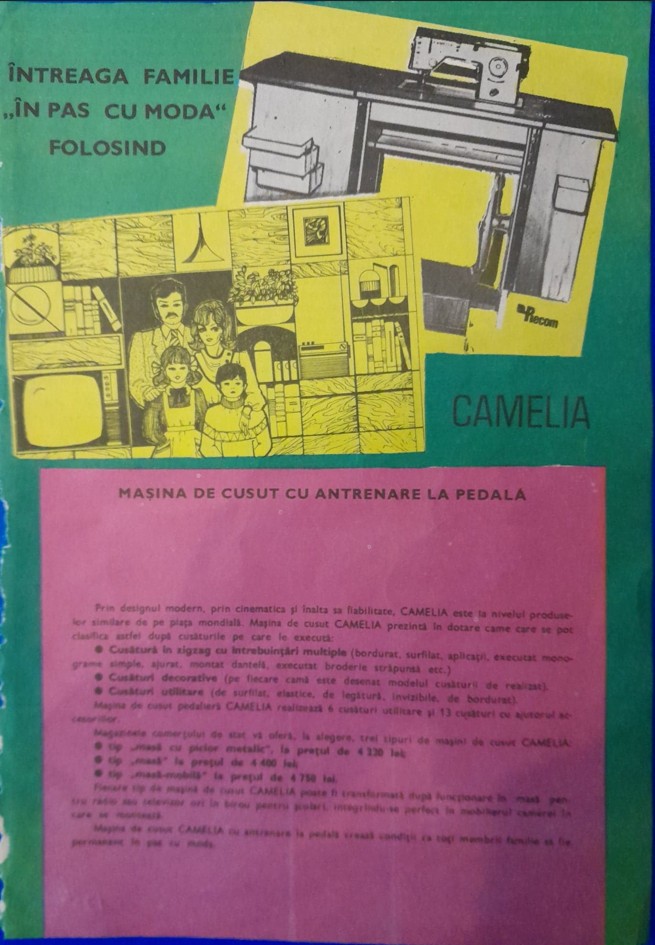 ÎNTREAGA FAMILIE
„ÎN PAS CU MODA“
FOLOSIND
Recom
CAMELIA
MAȘINA DE CUSUT CU ANTRENARE LA PEDALĂ
Prin designul modern, prin cinematica și înalta sa fiabilitate, CAMELIA este la nivelul produse-
lor similare de pe piața mondială. Mașina de cusut CAMELIA prezintă în dotare came care se pot
clasifica astfel după cusăturile pe care le execută:
● Cusătură în zigzag cu întrebuințări multiple (bordurat, surfilat, aplicații, executat mono-
grame simple, ajurat, montat dantelă, executat broderie străpunsă etc.)
● Cusături decorative (pe fiecare camă este desenat modelul cusăturii de realizat).
● Cusături utilitare (de surfilat, elastice, de legătură, invizibile, de bordurat).
Mașina de cusut pedalieră CAMELIA realizează 6 cusături utilitare și 13 cusături cu ajutorul ac-
cesoriilor.
Magazinele comerțului de stat vă oferă, la alegere, trei tipuri de mașini de cusut CAMELIA:
● tip „masă cu picior metalic”, la prețul de 4 320 lei;
● tip „masă” la prețul de 4 400 lei;
● tip „masă-mobilă” la prețul de 4 750 lei.
Fiecare tip de mașină de cusut CAMELIA poate fi transformată după funcționare în masă pen-
tru radio sau televizor ori în birou pentru școlari, integrîndu-se perfect în mobilierul camerei în
care se montează.
Mașina de cusut CAMELIA cu antrenare la pedală crează condiții ca toți membrii familiei să fie
permanent în pas cu moda.